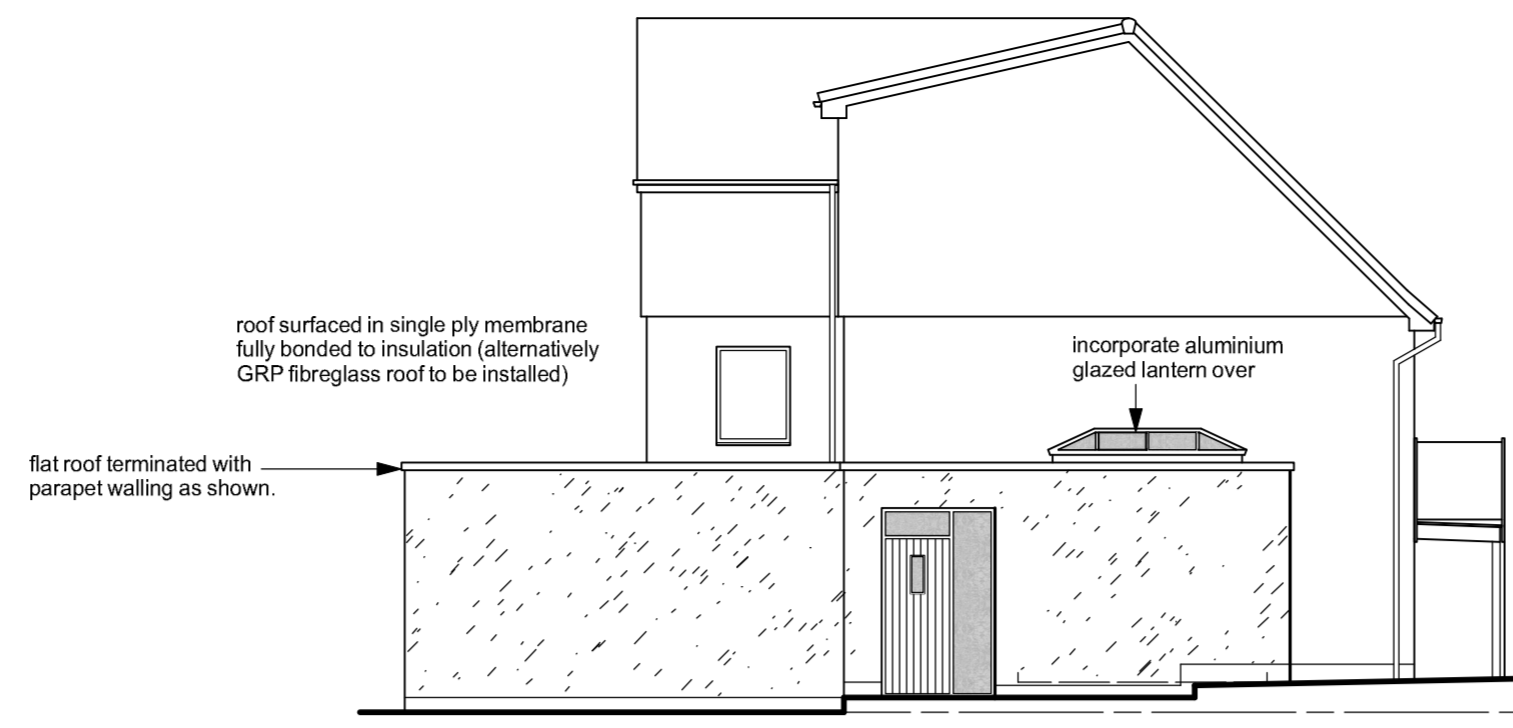 roof surfaced in single ply membrane
fully bonded to insulation (alternatively
GRP fibreglass roof to be installed)
incorporate aluminium
glazed lantern over
flat roof terminated with
parapet walling as shown.